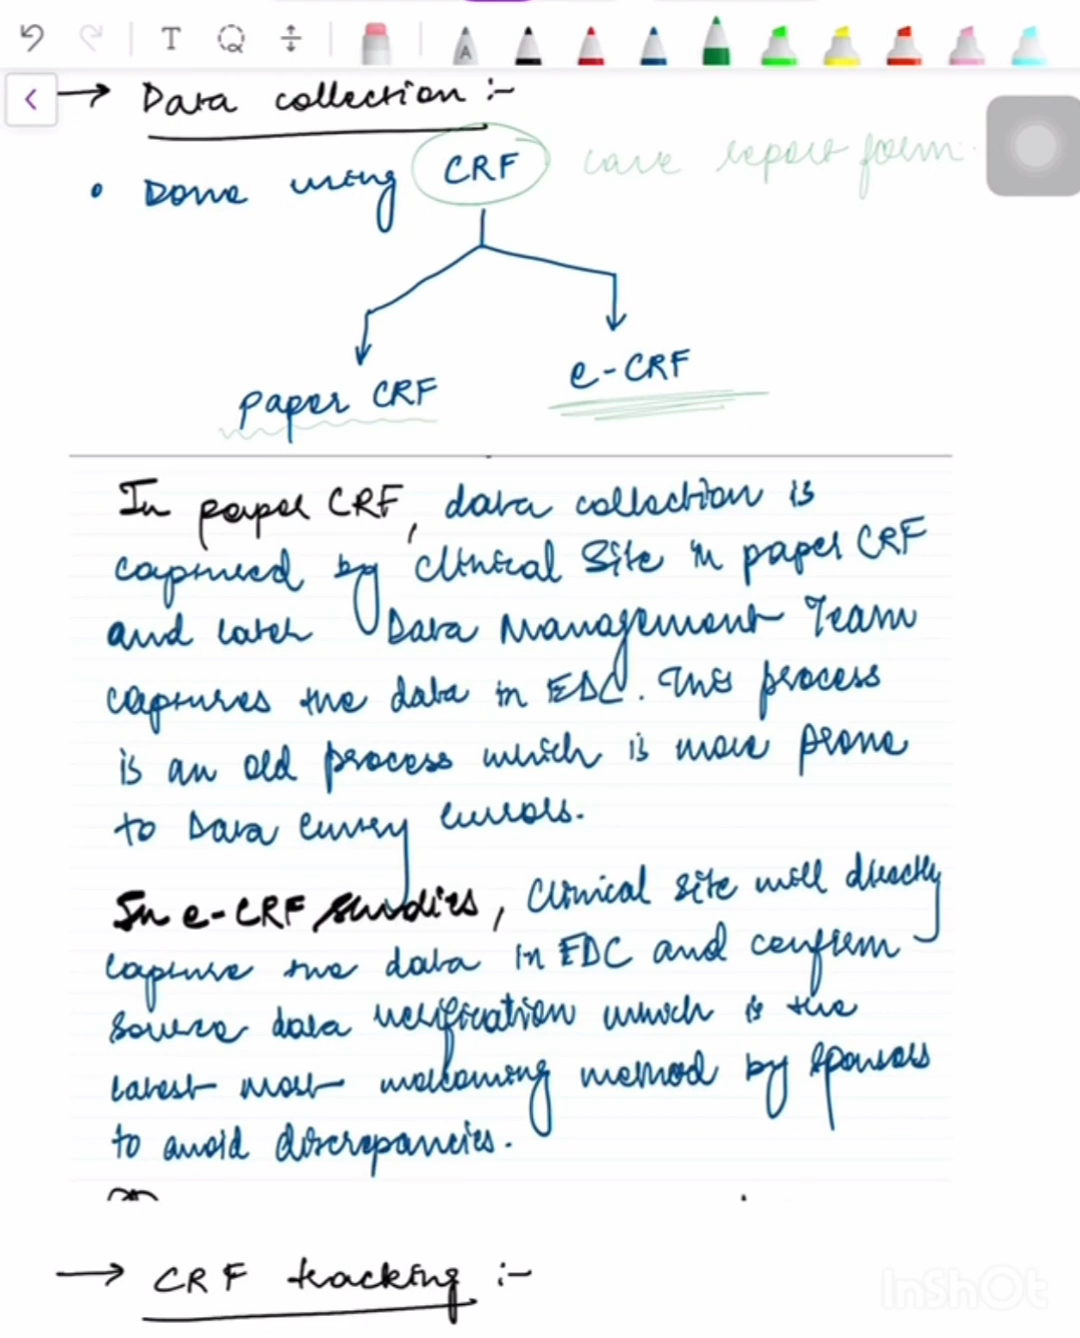 → Data collection :-
• Done using CRF case report form
Paper CRF
e-CRF
In paper CRF, data collection is
captured by clinical Site in paper CRF
and later Data Management Team
captures the data in EDC. This process
is an old process which is more prone
to Data Entry Errors.
In e-CRF studies, Clinical site will directly
capture the data in EDC and confirm
source data verification which is the
latest most welcoming method by sponsors
to avoid discrepancies.
→ CRF tracking :-
InShOt